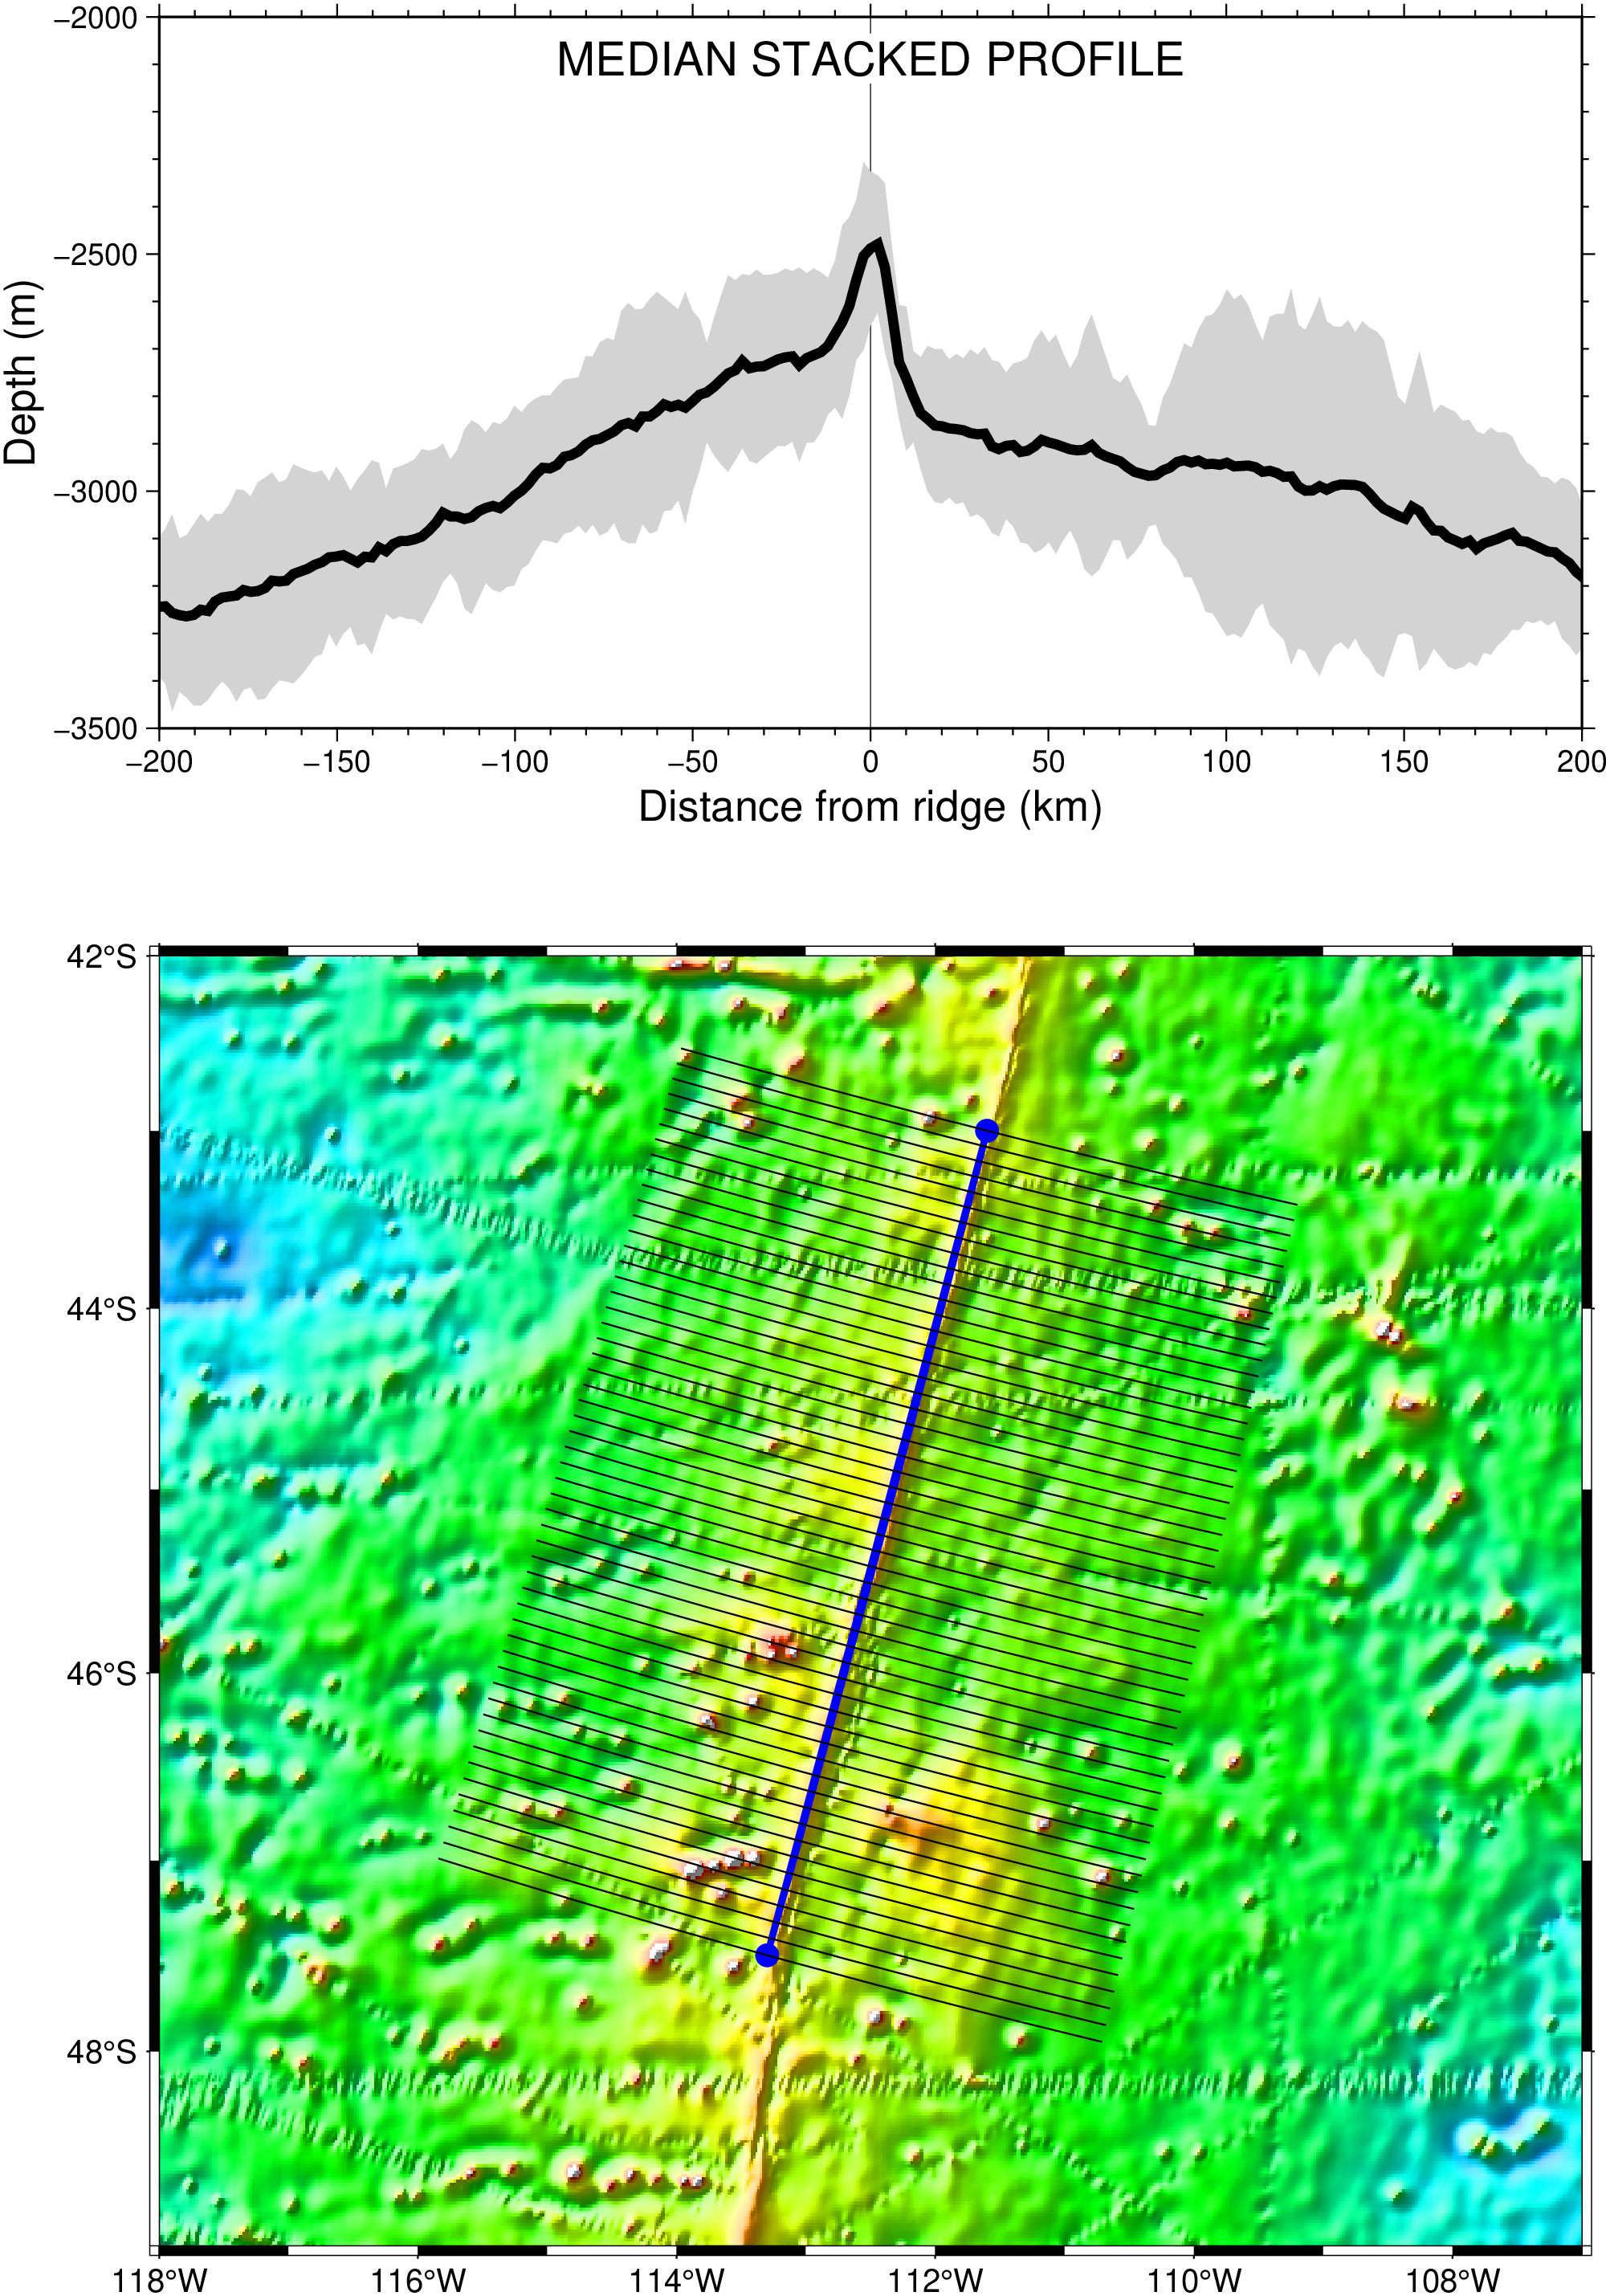 MEDIAN STACKED PROFILE
−2000
−2500
−3000
−3500
Depth (m)
−200 −150 −100 −50 0 50 100 150 200
Distance from ridge (km)
42°S
44°S
46°S
48°S
118°W 116°W 114°W 112°W 110°W 108°W